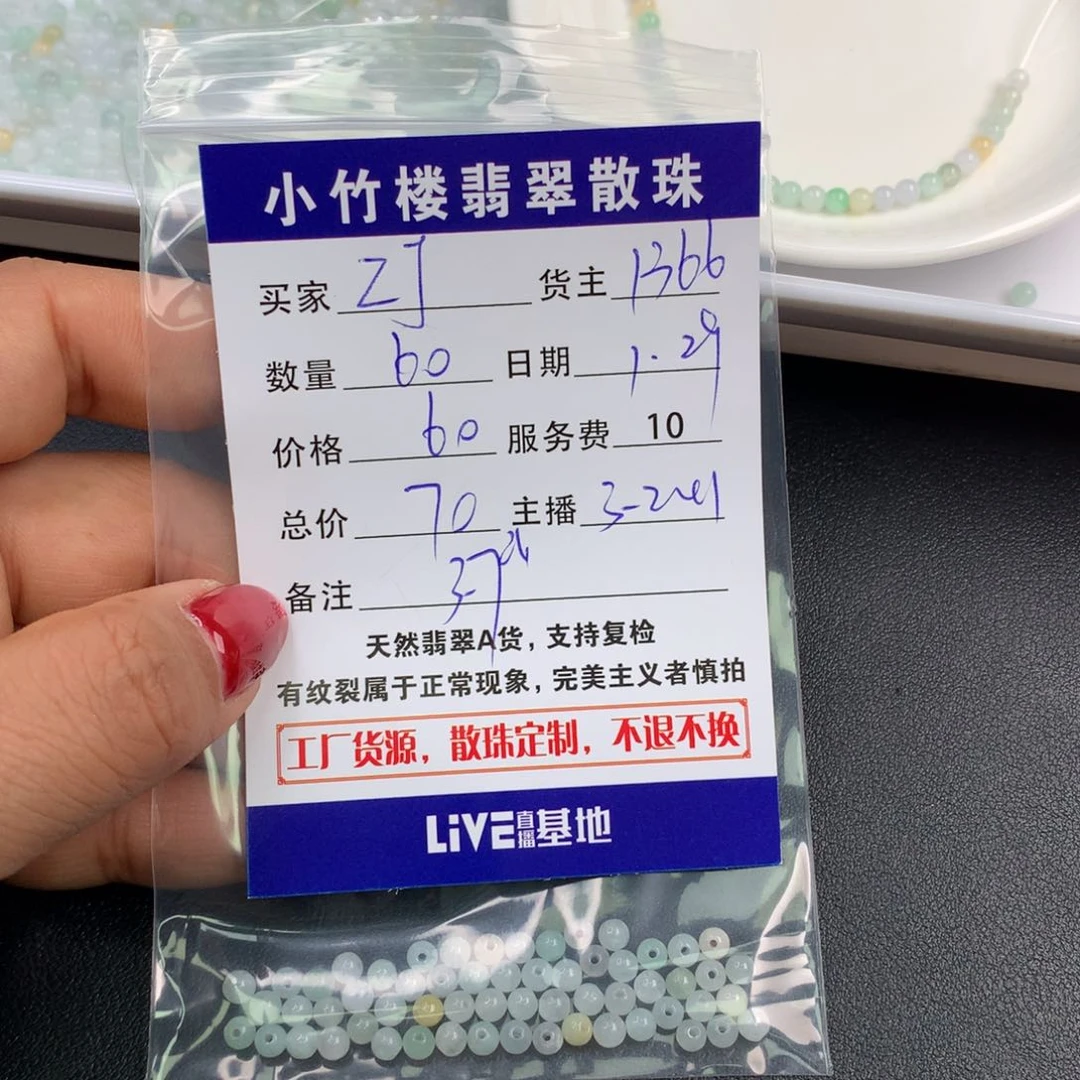 小竹楼翡翠散珠
买家 ZJ 货主 1366
数量 60 日期 1.29
价格 60 服务费 10
总价 70 主播
备注
天然翡翠A货，支持复检
有纹裂属于正常现象，完美主义者慎拍
工厂货源，散珠定制，不退不换
LiVE直播基地